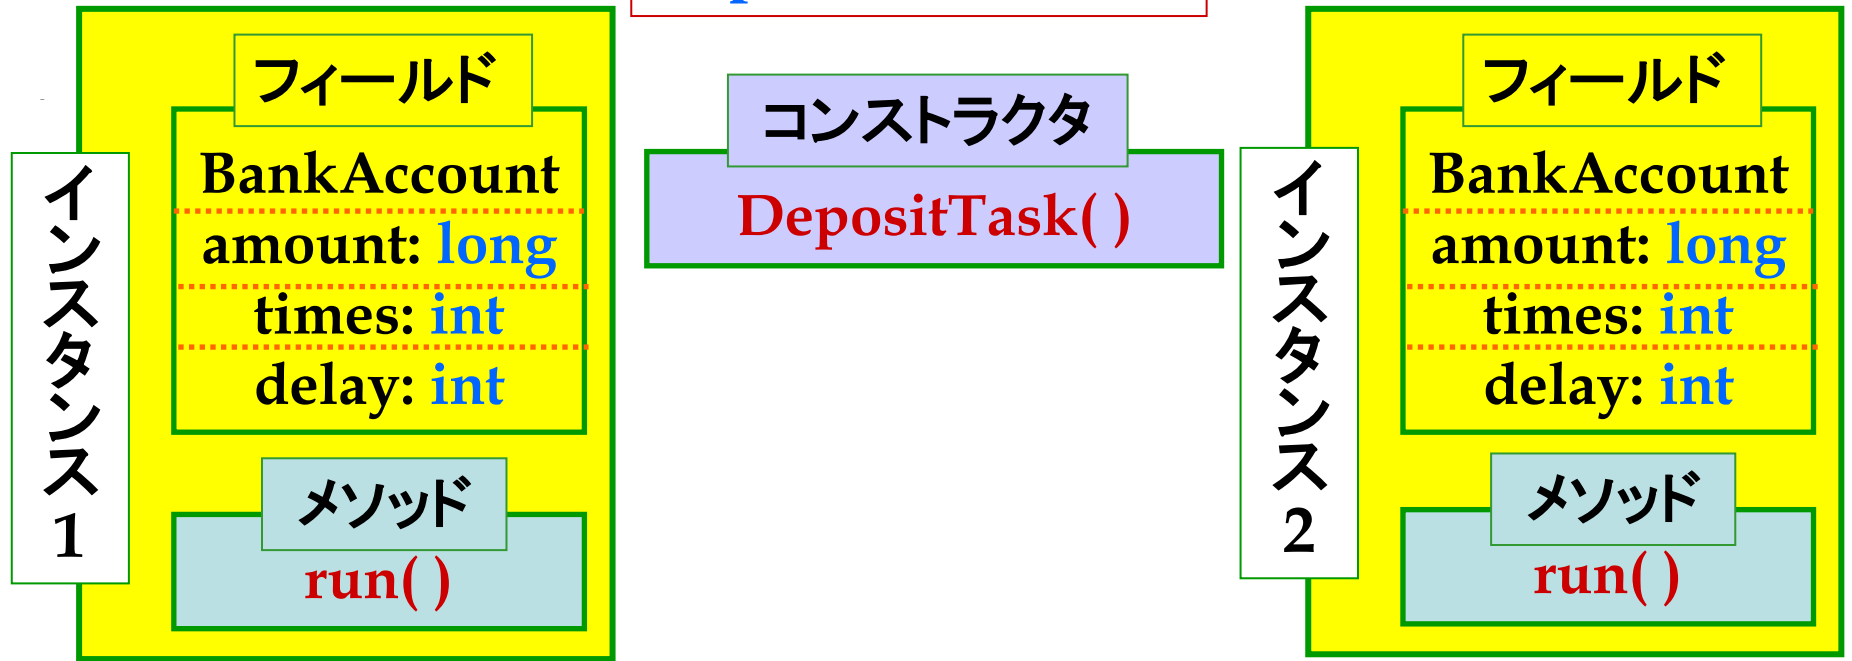 フィールド
BankAccount
amount: long
times: int
delay: int
メソッド
run( )
インスタンス1
コンストラクタ
DepositTask( )
フィールド
BankAccount
amount: long
times: int
delay: int
メソッド
run( )
インスタンス2